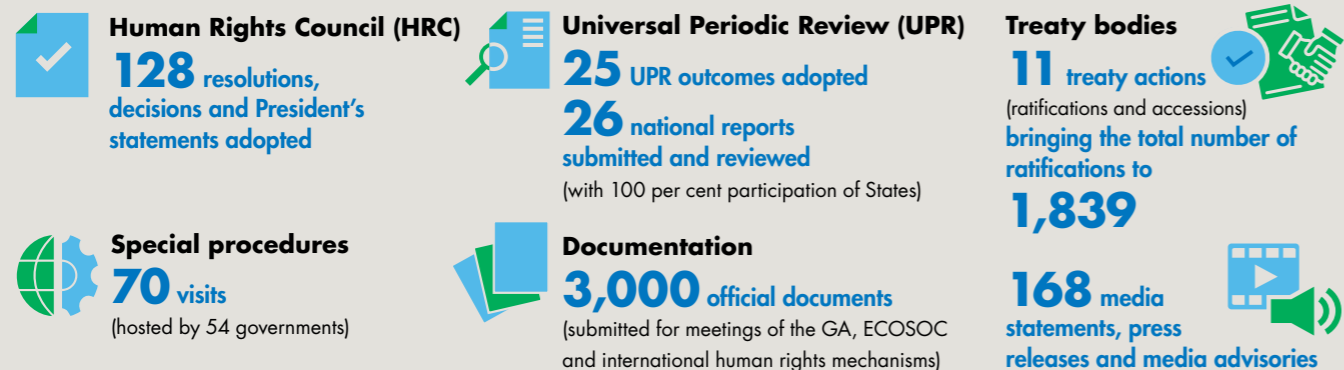 Human Rights Council (HRC)
128 resolutions,
decisions and President's
statements adopted
Universal Periodic Review (UPR)
25 UPR outcomes adopted
26 national reports
submitted and reviewed
(with 100 per cent participation of States)
Treaty bodies
11 treaty actions
(ratifications and accessions)
bringing the total number of
ratifications to
1,839
Special procedures
70 visits
(hosted by 54 governments)
Documentation
3,000 official documents
(submitted for meetings of the GA, ECOSOC
and international human rights mechanisms)
168 media
statements, press
releases and media advisories